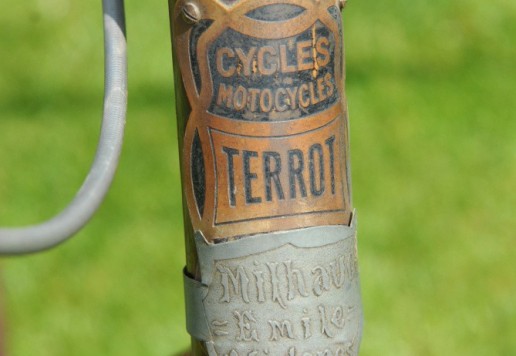 CYCLES
MOTOCYCLES
TERROT
=Emile=